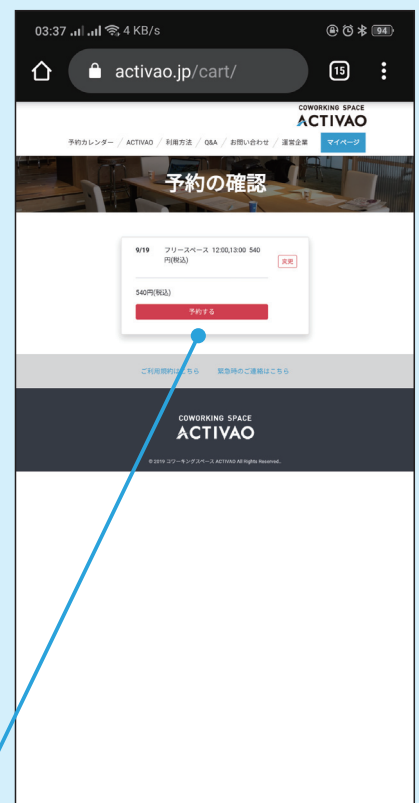 03:37 4 KB/s 94
activao.jp/cart/ 15
COWORKING SPACE
ACTIVAO
予約カレンダー / ACTIVAO / 利用方法 / Q&A / お問い合わせ / 運営企業 マイページ
予約の確認
9/19 フリースペース 12:00,13:00 540
円(税込) 変更
540円(税込)
予約する
ご利用規約はこちら 緊急時のご連絡はこちら
COWORKING SPACE
ACTIVAO
© 2019 コワーキングスペース ACTIVAO All Rights Reserved.